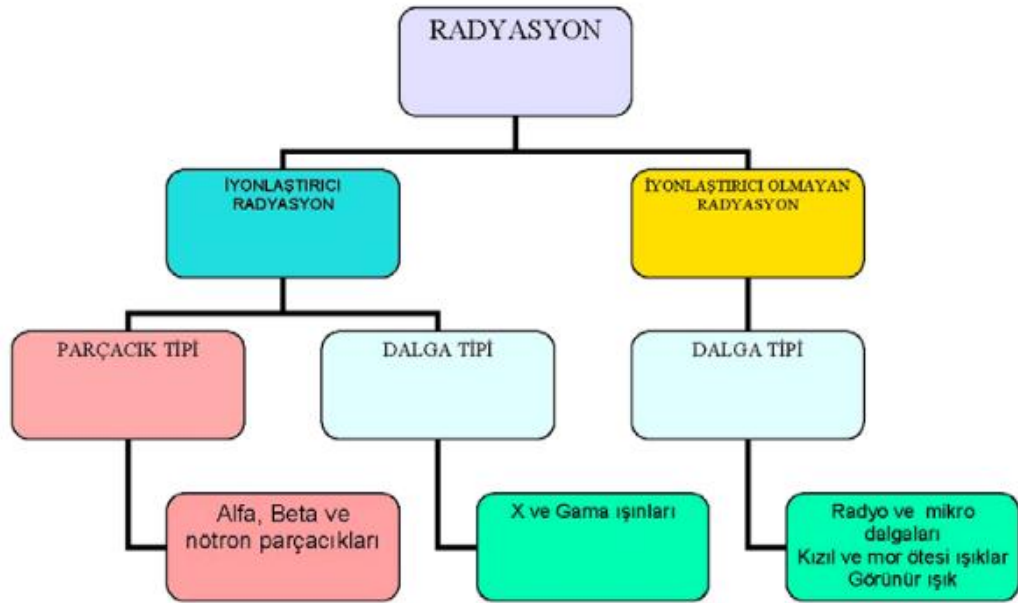 RADYASYON
İYONLAŞTIRICI
RADYASYON
İYONLAŞTIRICI OLMAYAN
RADYASYON
PARÇACIK TİPİ
DALGA TİPİ
DALGA TİPİ
Alfa, Beta ve
nötron parçacıkları
X ve Gama ışınları
Radyo ve mikro
dalgaları
Kızıl ve mor ötesi ışıklar
Görünür ışık